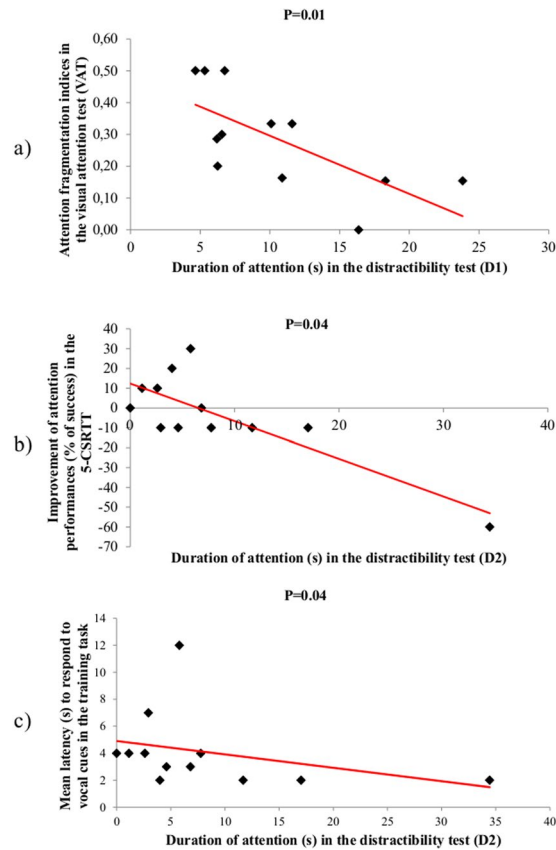 P=0.01
a)
Attention fragmentation indices in
the visual attention test (VAT)
0,60
0,50
0,40
0,30
0,20
0,10
0,00
0 5 10 15 20 25 30
Duration of attention (s) in the distractibility test (D1)
P=0.04
b)
Improvement of attention
performances (% of success) in the
5-CSRTT
40
30
20
10
0
-10
-20
-30
-40
-50
-60
-70
0 10 20 30 40
Duration of attention (s) in the distractibility test (D2)
P=0.04
c)
Mean latency (s) to respond to
vocal cues in the training task
14
12
10
8
6
4
2
0
0 5 10 15 20 25 30 35 40
Duration of attention (s) in the distractibility test (D2)